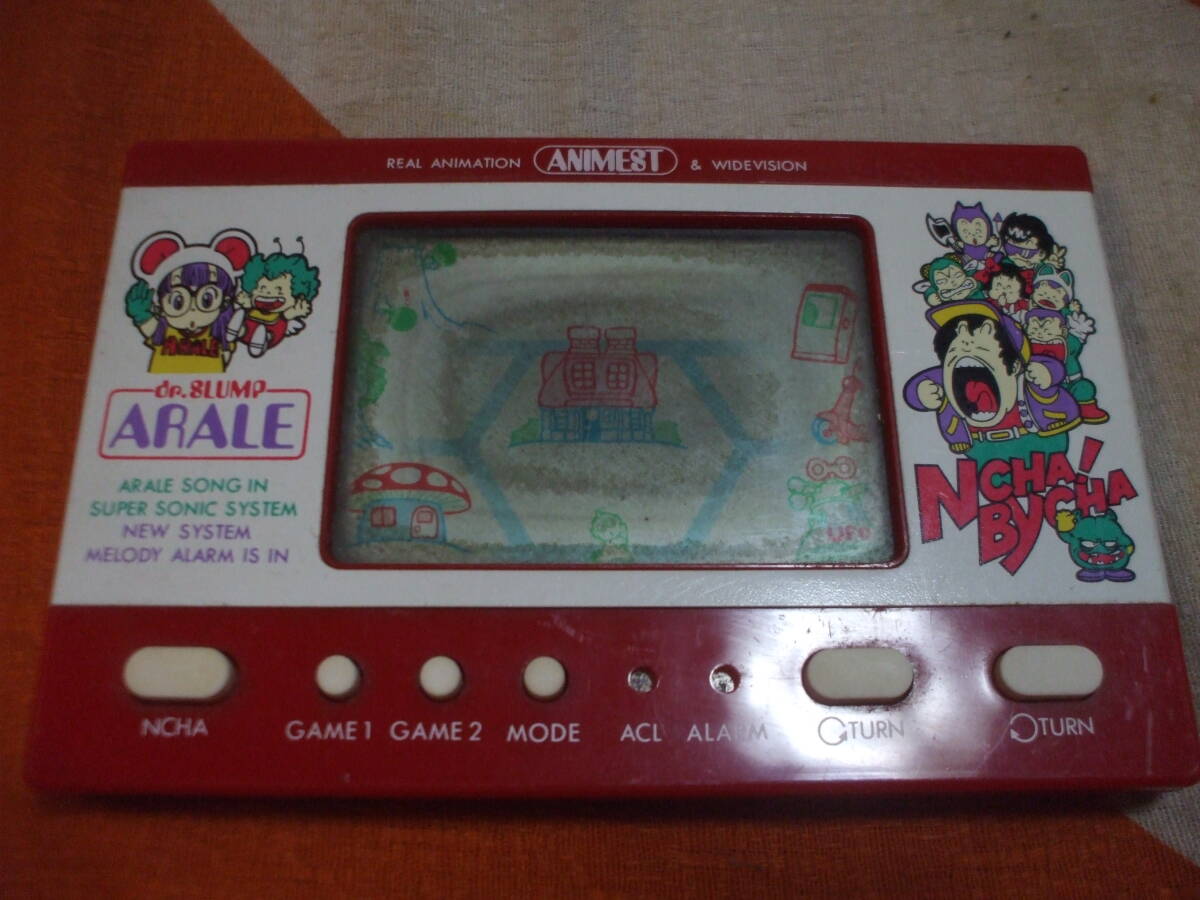 REAL ANIMATION ANIMEST & WIDEVISION
ARALE
dr. SLUMP
ARALE
ARALE SONG IN
SUPER SONIC SYSTEM
NEW SYSTEM
MELODY ALARM IS IN
NCHA!
BYCHA
NCHA
GAME 1
GAME 2
MODE
ACL
ALARM
TURN
TURN